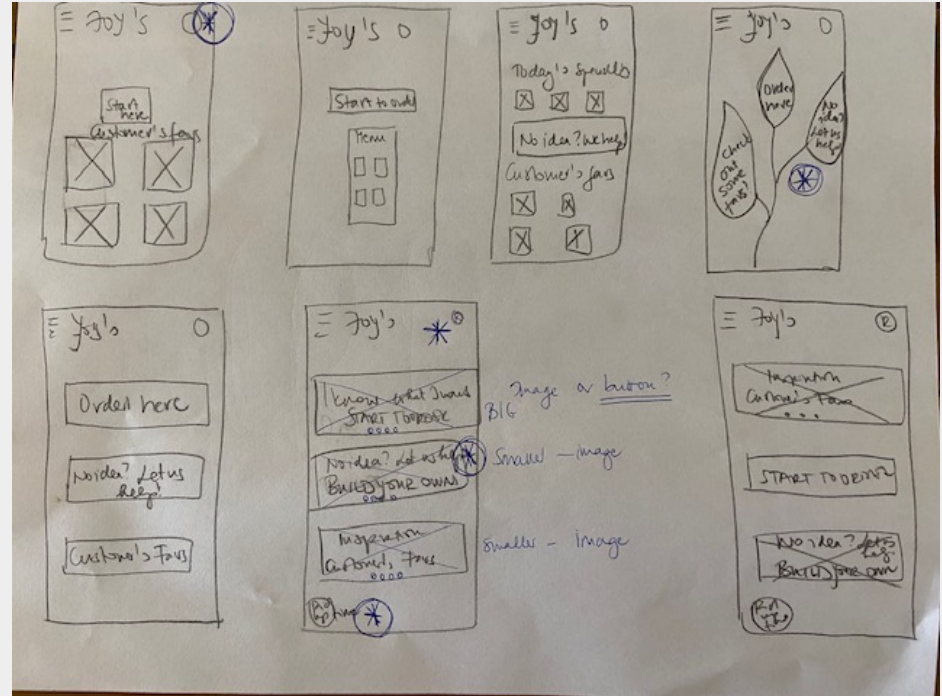 Joy's
Start
here
Customer's favs
Joy's
Start to order
Menu
Joy's
Today's Specials
No idea? We help!
Customer's favs
Joy's
Order
here
No
idea?
Let us
help!
Check
out
some
favs!
Joy's
Order here
No idea? Let us
help!
Customer's Favs
Joy's
R
I know what I want
START TO ORDER
No idea? Let us help
BUILD YOUR OWN
Inspiration
Customer's Favs
Image or button?
BIG
Smaller - image
Smaller - image
Joy's
R
Inspiration
Customer's Favs
START TO ORDER
No idea? Let us
help
BUILD YOUR OWN